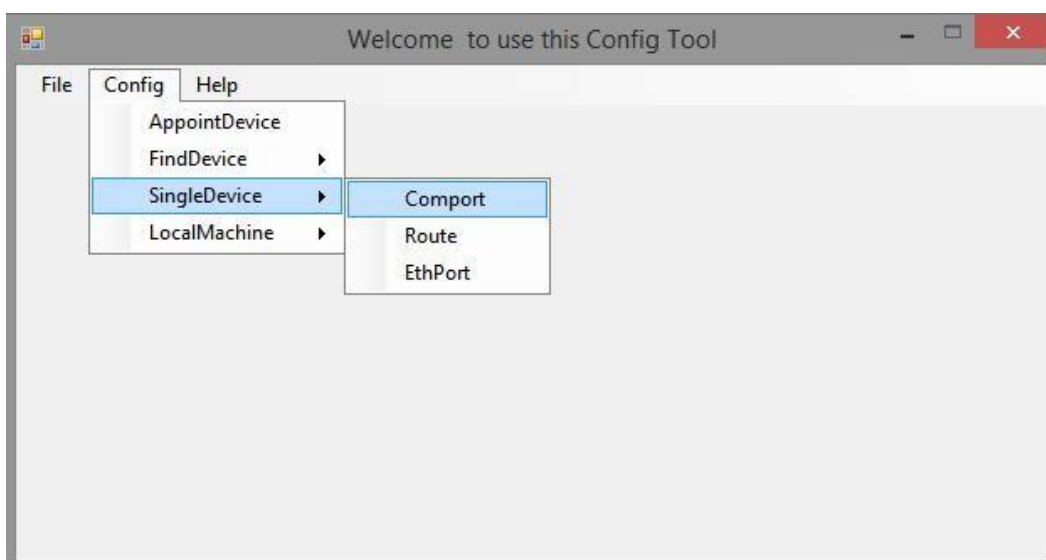 Welcome to use this Config Tool
File Config Help
AppointDevice
FindDevice
SingleDevice Comport
LocalMachine Route
EthPort